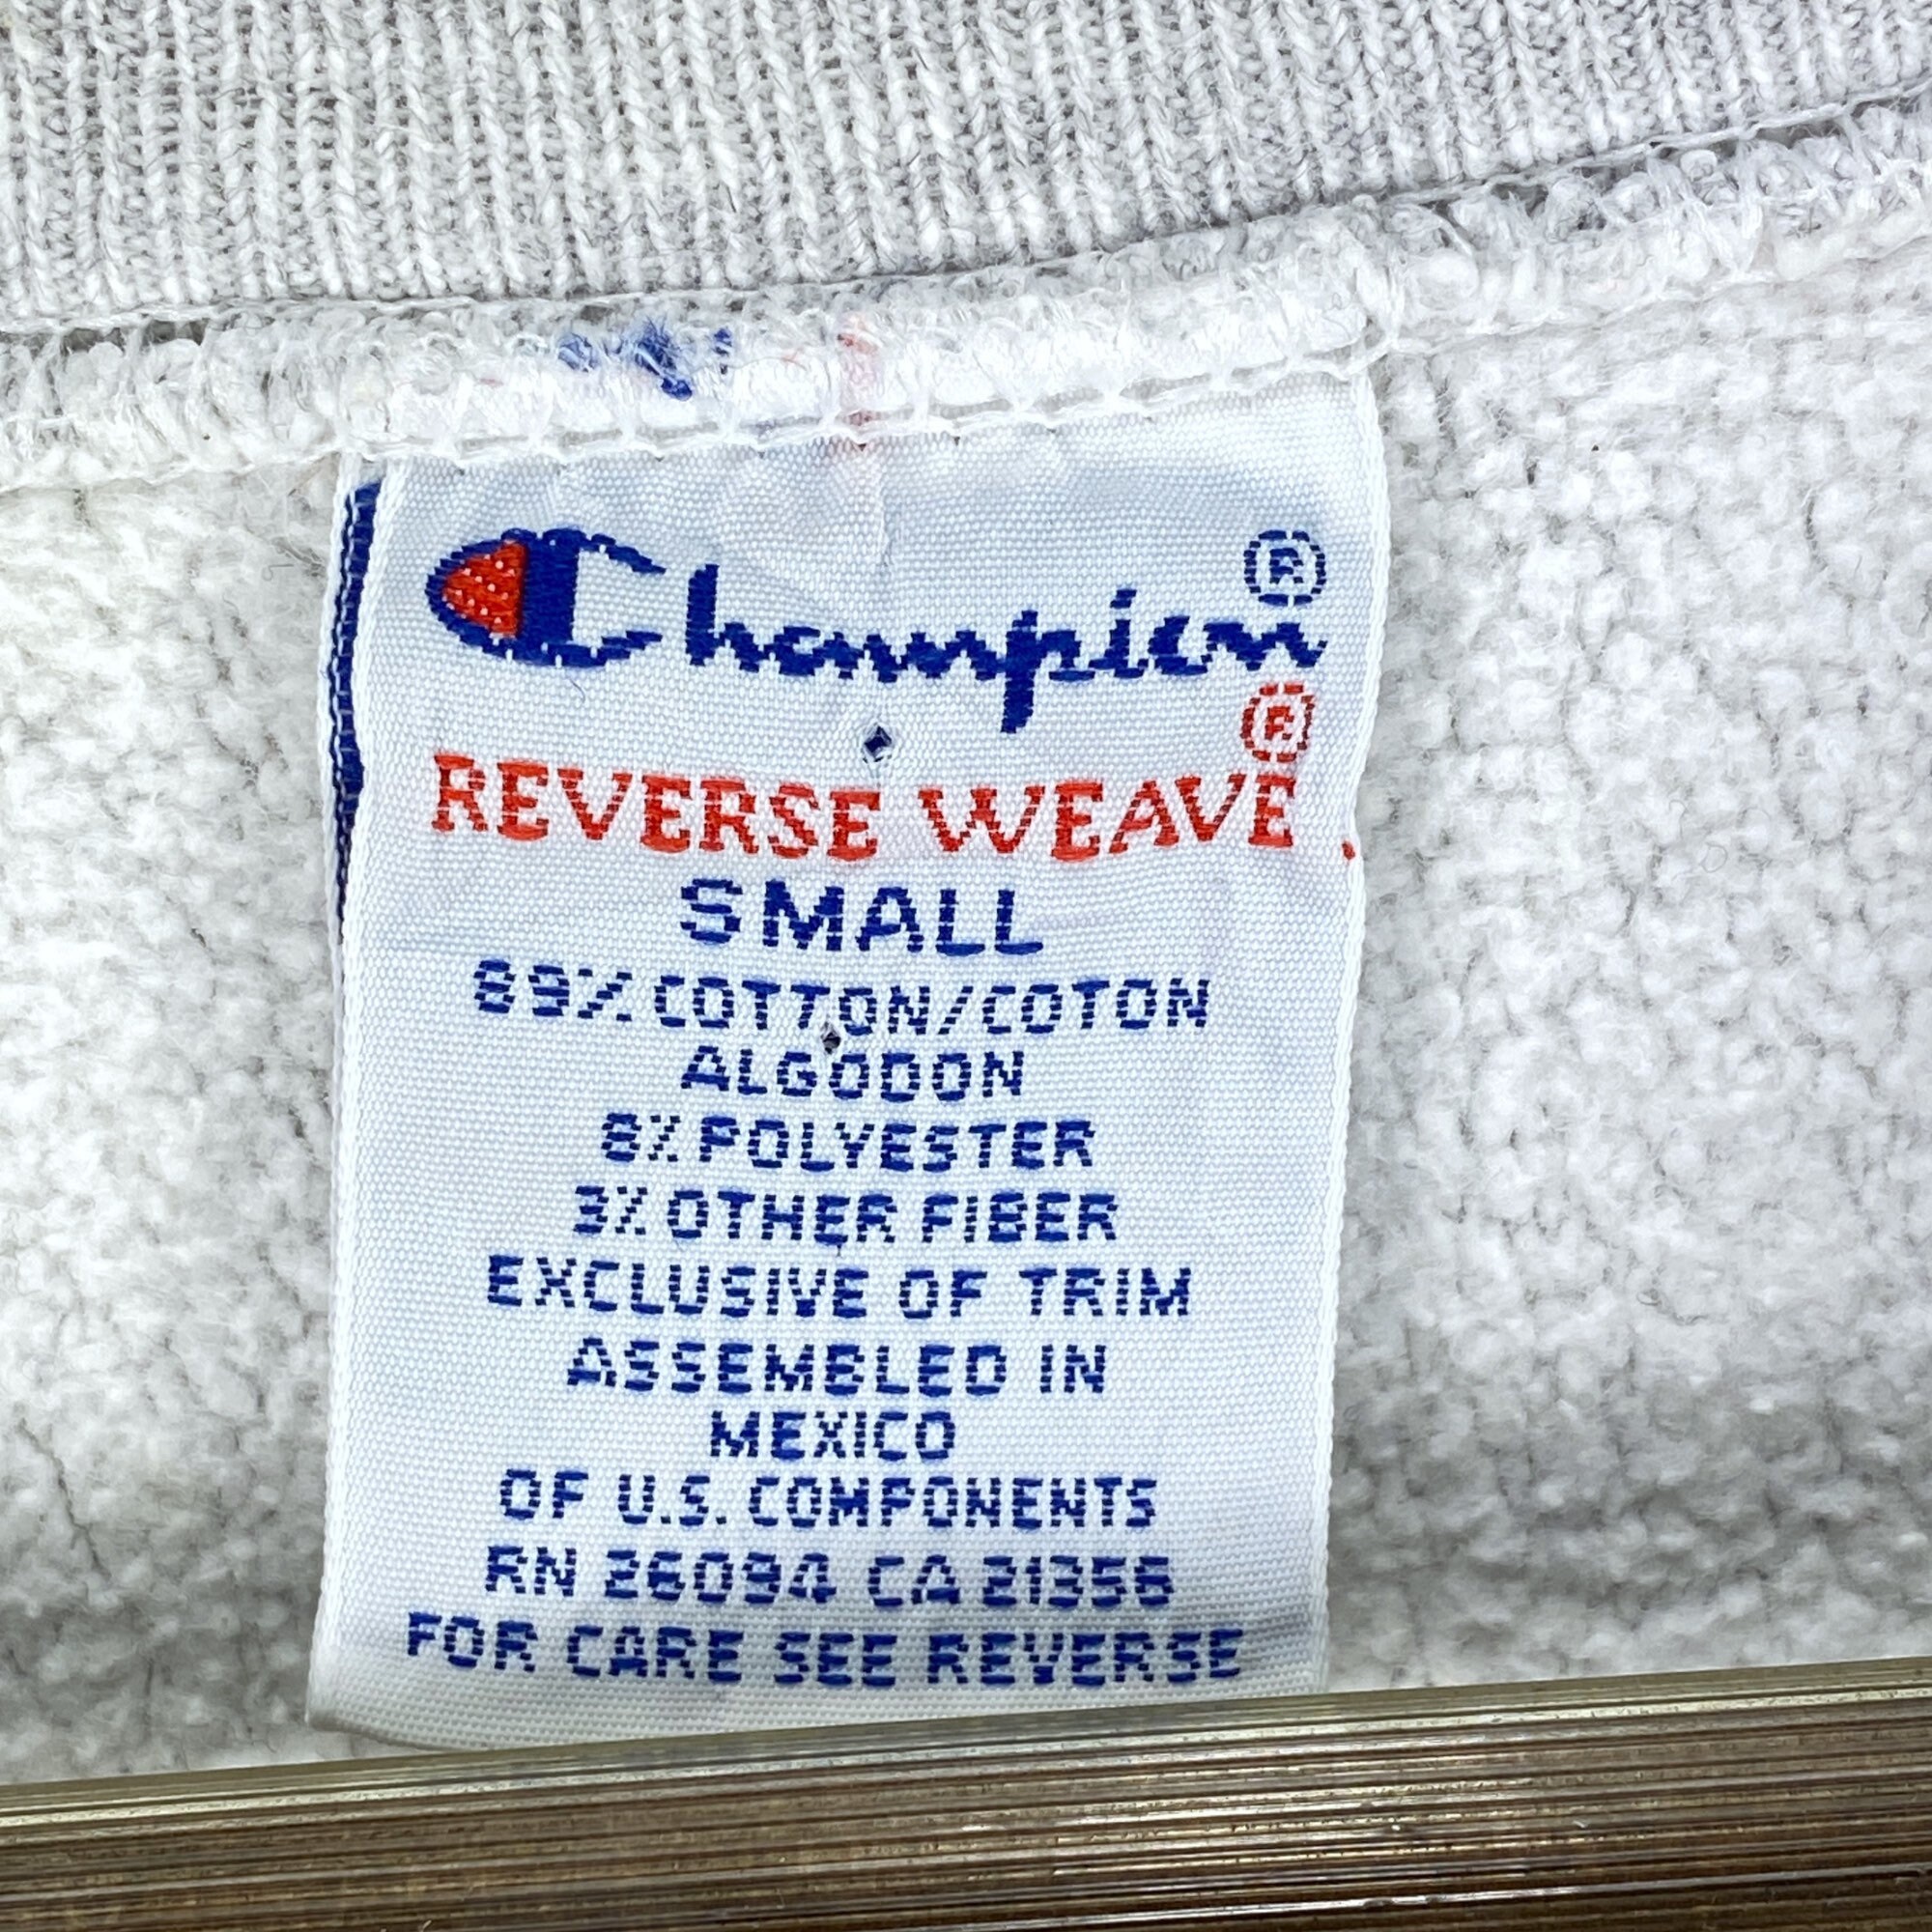 Champion®
REVERSE WEAVE®
SMALL
89% COTTON/COTON
ALGODON
8% POLYESTER
3% OTHER FIBER
EXCLUSIVE OF TRIM
ASSEMBLED IN
MEXICO
OF U.S. COMPONENTS
RN 26094 CA 21356
FOR CARE SEE REVERSE